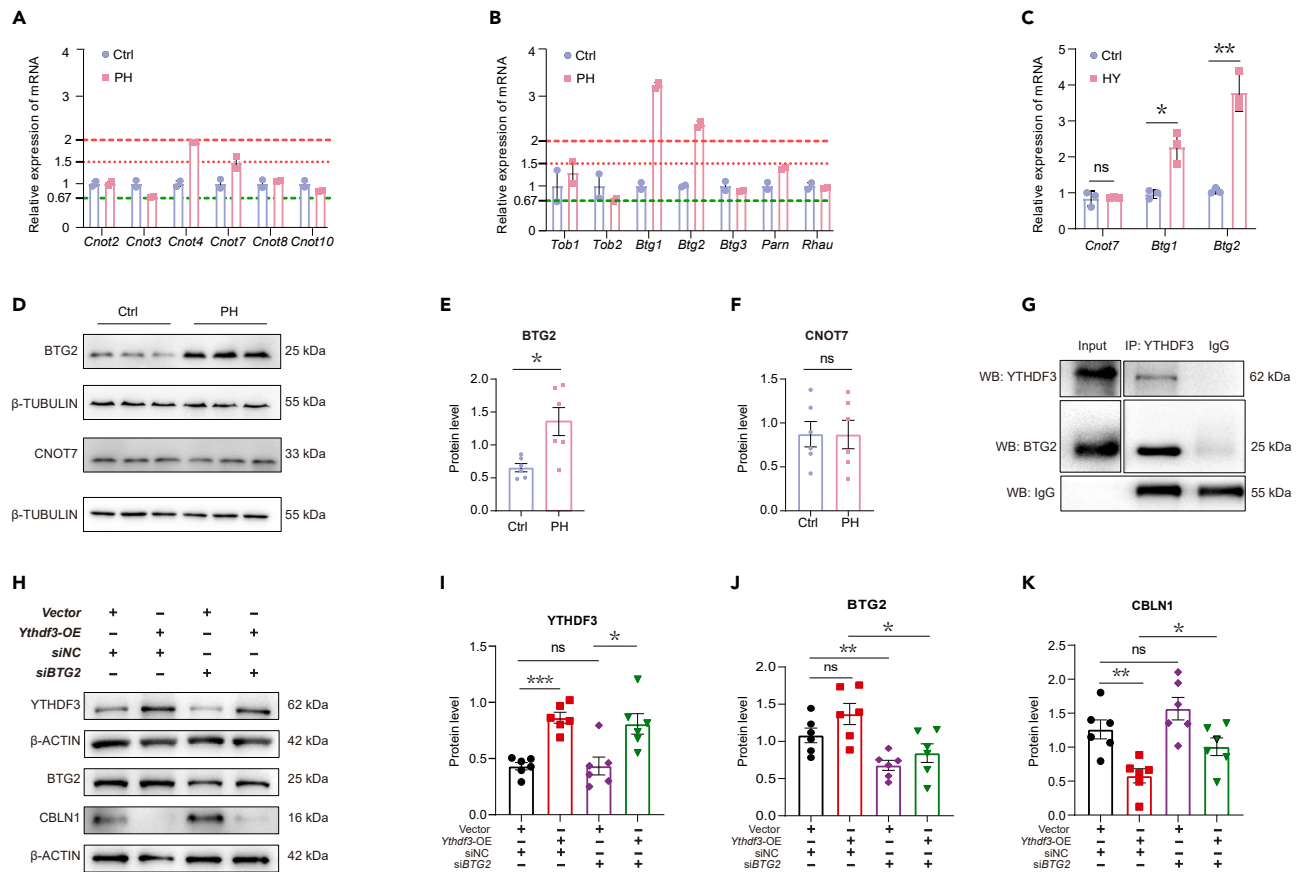 A
Relative expression of mRNA
4
3
2
1.5
1
0.67
0
Ctrl
PH
Cnot2 Cnot3 Cnot4 Cnot7 Cnot8 Cnot10
B
Relative expression of mRNA
4
3
2
1.5
1
0.67
0
Ctrl
PH
Tob1 Tob2 Btg1 Btg2 Btg3 Parn Rhau
C
Relative expression of mRNA
5
4
3
2
1
0
Ctrl
HY
ns
*
**
Cnot7 Btg1 Btg2
D
Ctrl PH
BTG2 25 kDa
β-TUBULIN 55 kDa
CNOT7 33 kDa
β-TUBULIN 55 kDa
E
BTG2
*
Protein level
2.0
1.5
1.0
0.5
0.0
Ctrl PH
F
CNOT7
ns
Protein level
1.5
1.0
0.5
0.0
Ctrl PH
G
Input IP: YTHDF3 IgG
WB: YTHDF3 62 kDa
WB: BTG2 25 kDa
WB: IgG 55 kDa
H
Vector + – + –
Ythdf3-OE – + – +
siNC + + – –
siBTG2 – – + +
YTHDF3 62 kDa
β-ACTIN 42 kDa
BTG2 25 kDa
CBLN1 16 kDa
β-ACTIN 42 kDa
I
YTHDF3
ns
*
***
Protein level
1.5
1.0
0.5
0.0
Vector + – + –
Ythdf3-OE – + – +
siNC + + – –
siBTG2 – – + +
J
BTG2
*
**
ns
Protein level
2.0
1.5
1.0
0.5
0.0
Vector + – + –
Ythdf3-OE – + – +
siNC + + – –
siBTG2 – – + +
K
CBLN1
*
ns
**
Protein level
2.5
2.0
1.5
1.0
0.5
0.0
Vector + – + –
Ythdf3-OE – + – +
siNC + + – –
siBTG2 – – + +